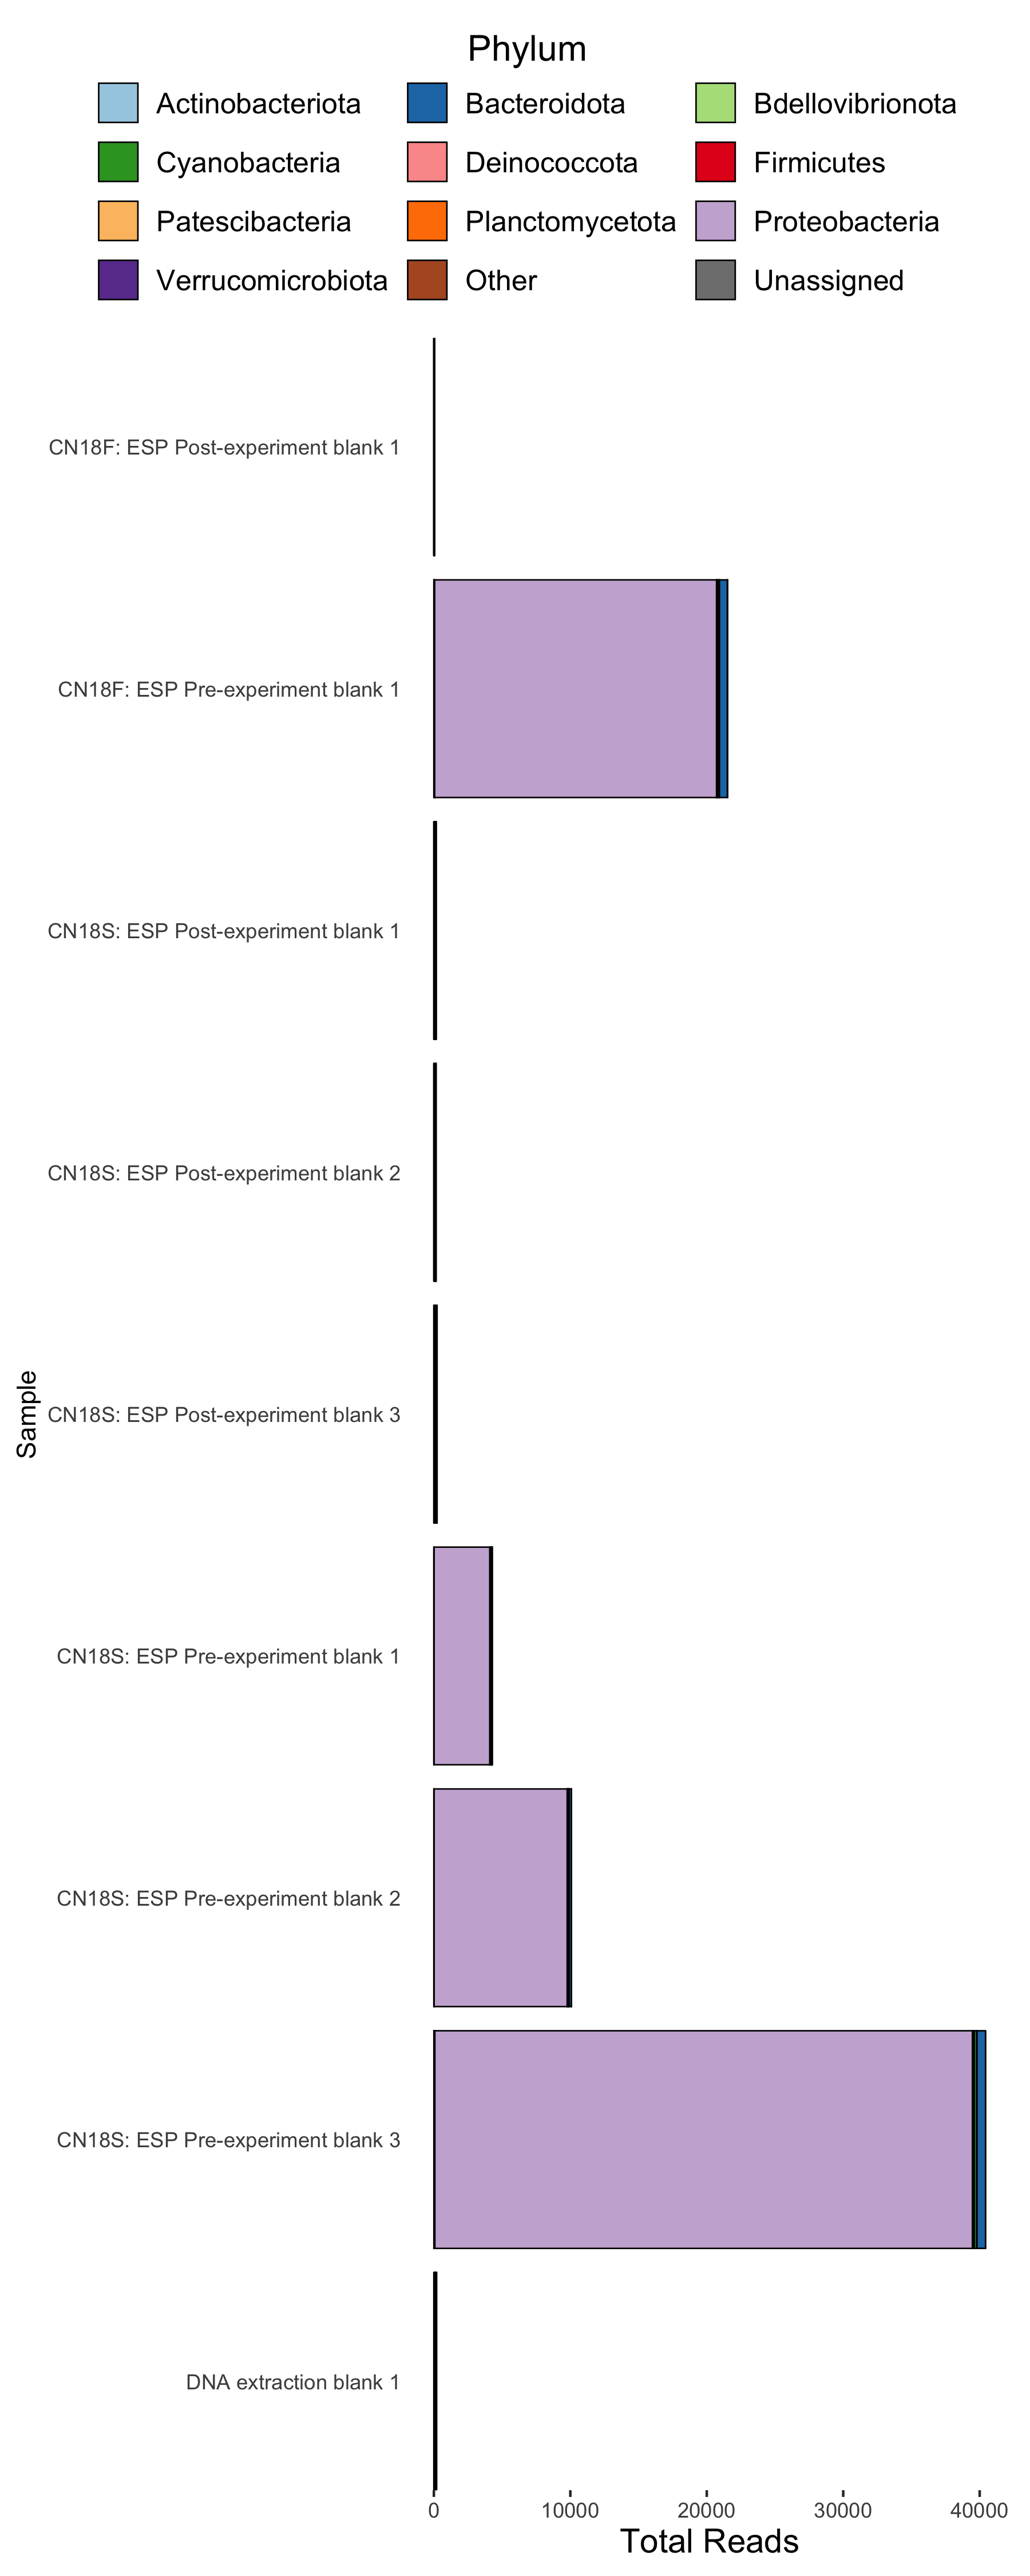 Phylum
Actinobacteriota Bacteroidota Bdellovibrionota
Cyanobacteria Deinococcota Firmicutes
Patescibacteria Planctomycetota Proteobacteria
Verrucomicrobiota Other Unassigned
CN18F: ESP Post-experiment blank 1
CN18F: ESP Pre-experiment blank 1
CN18S: ESP Post-experiment blank 1
CN18S: ESP Post-experiment blank 2
Sample
CN18S: ESP Post-experiment blank 3
CN18S: ESP Pre-experiment blank 1
CN18S: ESP Pre-experiment blank 2
CN18S: ESP Pre-experiment blank 3
DNA extraction blank 1
0 10000 20000 30000 40000
Total Reads